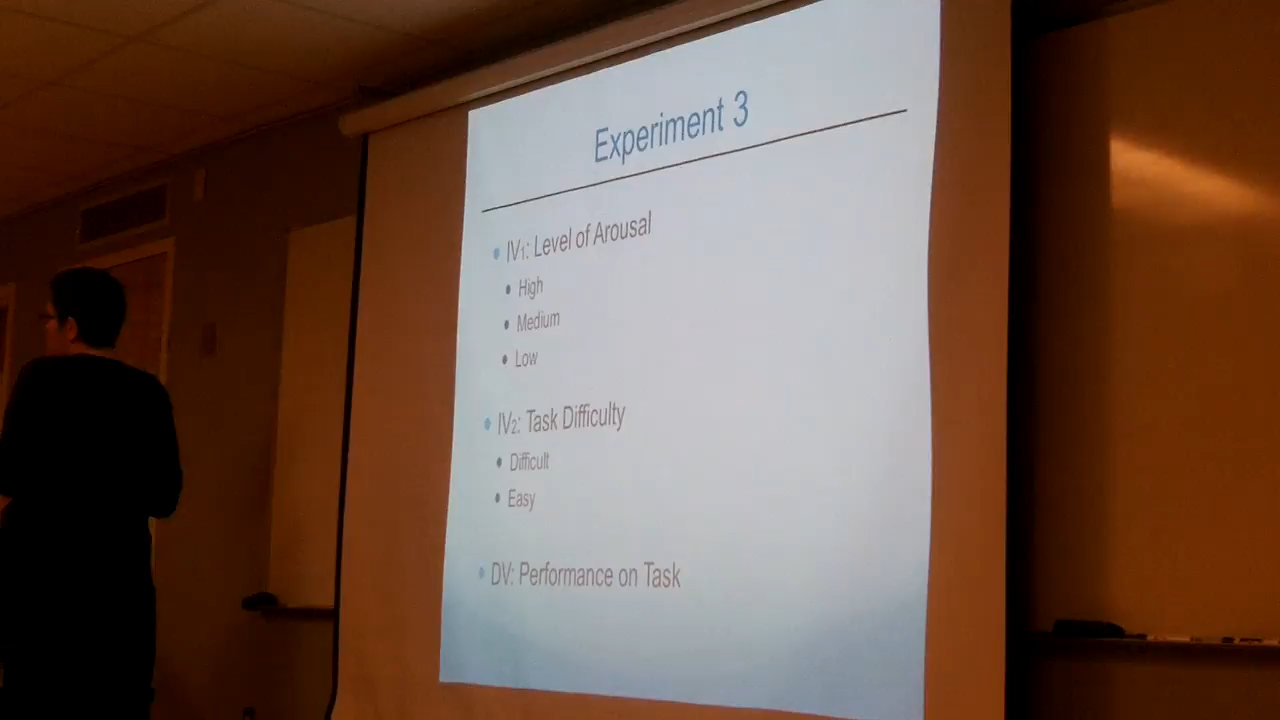 Experiment 3
IV1: Level of Arousal
High
Medium
Low
IV2: Task Difficulty
Difficult
Easy
DV: Performance on Task